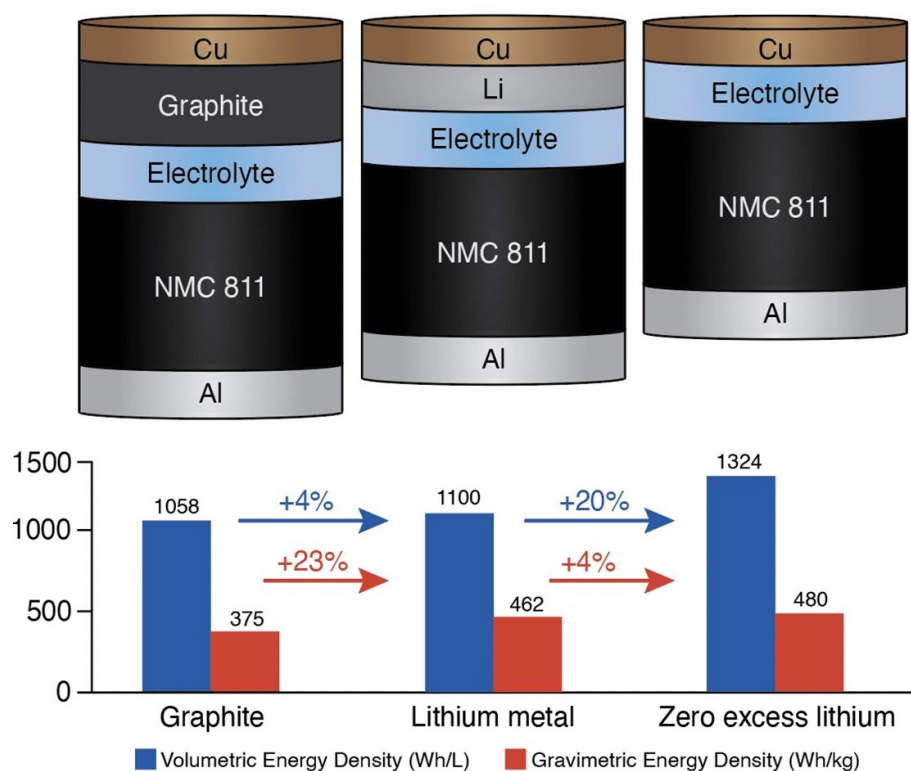 Cu
Graphite
Electrolyte
NMC 811
Al
Cu
Li
Electrolyte
NMC 811
Al
Cu
Electrolyte
NMC 811
Al
1500
1000
500
0
1058
375
+4%
+23%
1100
462
+20%
+4%
1324
480
Graphite
Lithium metal
Zero excess lithium
Volumetric Energy Density (Wh/L)
Gravimetric Energy Density (Wh/kg)